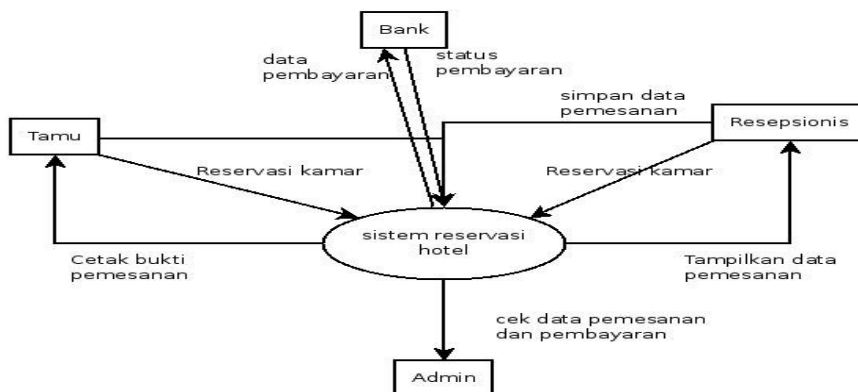 Bank
data
pembayaran
status
pembayaran
simpan data
pemesanan
Tamu
Resepsionis
Reservasi kamar
Reservasi kamar
sistem reservasi
hotel
Cetak bukti
pemesanan
Tampilkan data
pemesanan
cek data pemesanan
dan pembayaran
Admin